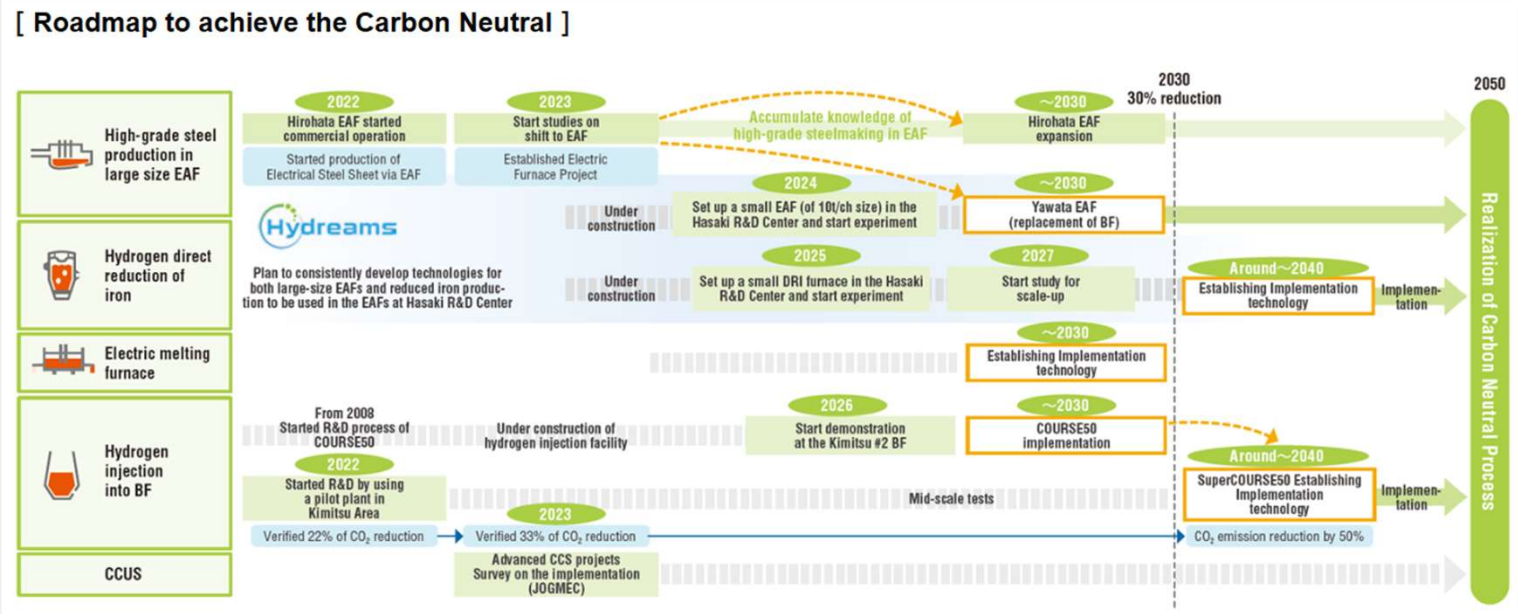 [ Roadmap to achieve the Carbon Neutral ]
2030
30% reduction
2050
High-grade steel
production in
large size EAF
2022
Hirohata EAF started
commercial operation
Started production of
Electrical Steel Sheet via EAF
2023
Start studies on
shift to EAF
Established Electric
Furnace Project
Accumulate knowledge of
high-grade steelmaking in EAF
～2030
Hirohata EAF
expansion
Hydreams
Under
construction
2024
Set up a small EAF (of 10t/ch size) in the
Hasaki R&D Center and start experiment
～2030
Yawata EAF
(replacement of BF)
Hydrogen direct
reduction of
iron
Plan to consistently develop technologies for
both large-size EAFs and reduced iron produc-
tion to be used in the EAFs at Hasaki R&D Center
Under
construction
2025
Set up a small DRI furnace in the Hasaki
R&D Center and start experiment
2027
Start study for
scale-up
Around～2040
Establishing Implementation
technology
Implemen-
tation
Electric melting
furnace
～2030
Establishing Implementation
technology
Hydrogen
injection
into BF
From 2008
Started R&D process of
COURSE50
Under construction of
hydrogen injection facility
2026
Start demonstration
at the Kimitsu #2 BF
～2030
COURSE50
implementation
2022
Started R&D by using
a pilot plant in
Kimitsu Area
Mid-scale tests
Around～2040
SuperCOURSE50 Establishing
Implementation
technology
Implemen-
tation
Verified 22% of CO₂ reduction
2023
Verified 33% of CO₂ reduction
CO₂ emission reduction by 50%
CCUS
Advanced CCS projects
Survey on the implementation
(JOGMEC)
Realization of Carbon Neutral Process